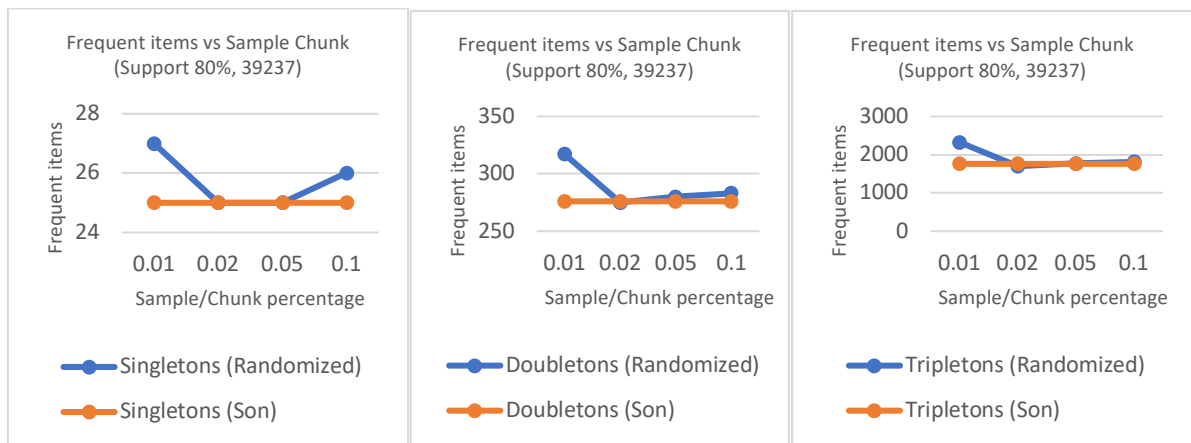 Frequent items vs Sample Chunk
(Support 80%, 39237)
28
26
24
Frequent items
0.01 0.02 0.05 0.1
Sample/Chunk percentage
Singletons (Randomized)
Singletons (Son)
Frequent items vs Sample Chunk
(Support 80%, 39237)
350
300
250
Frequent items
0.01 0.02 0.05 0.1
Sample/Chunk percentage
Doubletons (Randomized)
Doubletons (Son)
Frequent items vs Sample Chunk
(Support 80%, 39237)
3000
2000
1000
0
Frequent items
0.01 0.02 0.05 0.1
Sample/Chunk percentage
Tripletons (Randomized)
Tripletons (Son)